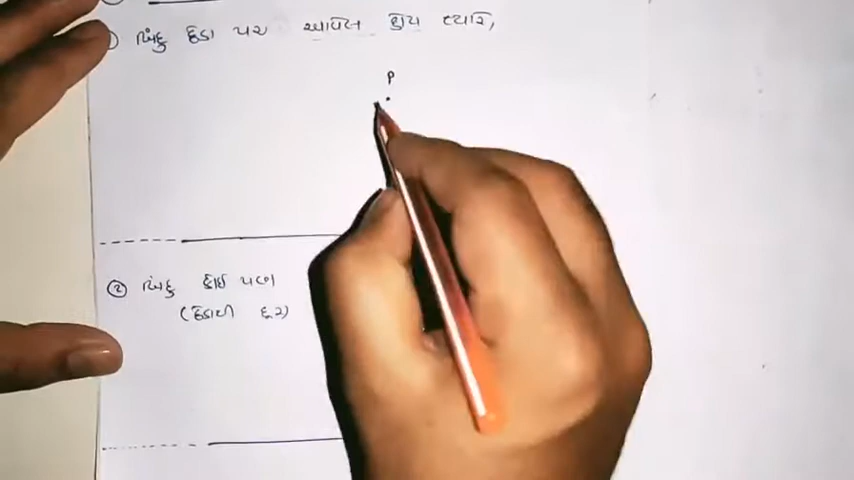 ① બિંદુ છેડા પર આવેલ હોય ત્યારે,
P
② બિંદુ કોઈ પણ
(છેડાથી દૂર)